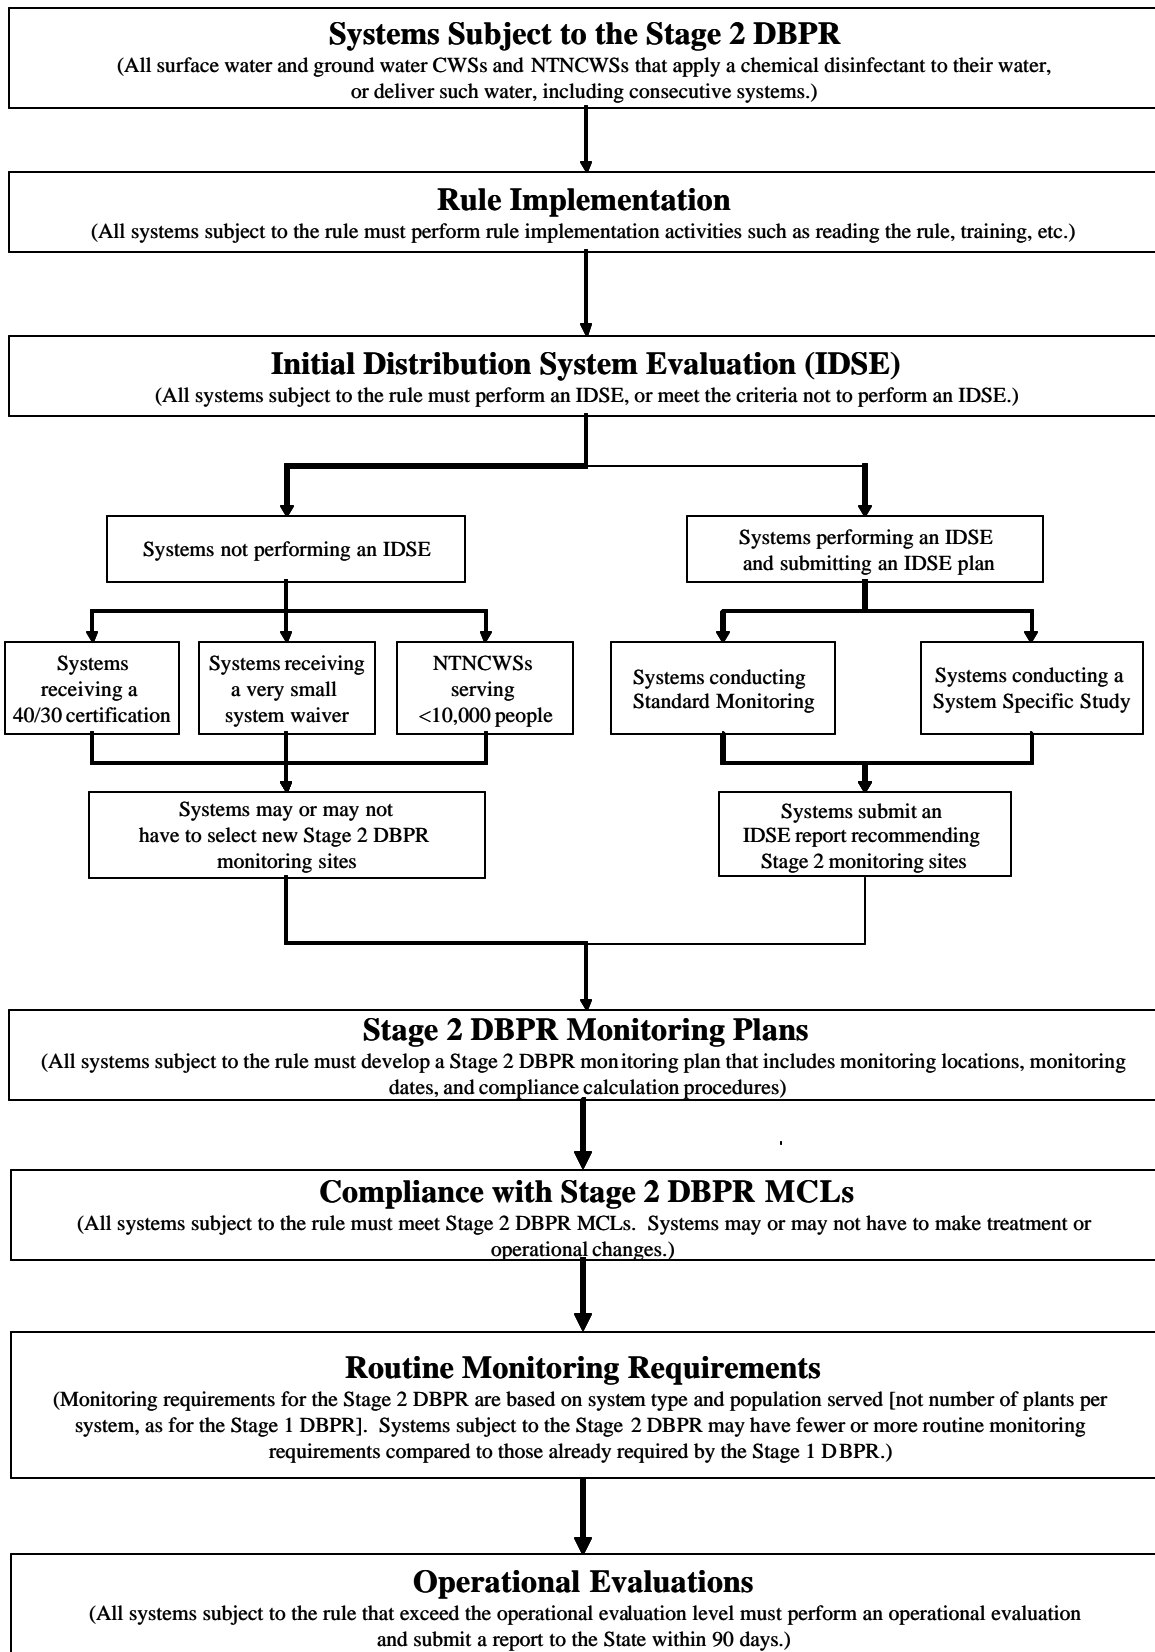 Systems Subject to the Stage 2 DBPR
(All surface water and ground water CWSs and NTNCWSs that apply a chemical disinfectant to their water,
or deliver such water, including consecutive systems.)
Rule Implementation
(All systems subject to the rule must perform rule implementation activities such as reading the rule, training, etc.)
Initial Distribution System Evaluation (IDSE)
(All systems subject to the rule must perform an IDSE, or meet the criteria not to perform an IDSE.)
Systems not performing an IDSE
Systems performing an IDSE
and submitting an IDSE plan
Systems
receiving a
40/30 certification
Systems receiving
a very small
system waiver
NTNCWSs
serving
<10,000 people
Systems conducting
Standard Monitoring
Systems conducting a
System Specific Study
Systems may or may not
have to select new Stage 2 DBPR
monitoring sites
Systems submit an
IDSE report recommending
Stage 2 monitoring sites
Stage 2 DBPR Monitoring Plans
(All systems subject to the rule must develop a Stage 2 DBPR monitoring plan that includes monitoring locations, monitoring
dates, and compliance calculation procedures)
Compliance with Stage 2 DBPR MCLs
(All systems subject to the rule must meet Stage 2 DBPR MCLs. Systems may or may not have to make treatment or
operational changes.)
Routine Monitoring Requirements
(Monitoring requirements for the Stage 2 DBPR are based on system type and population served [not number of plants per
system, as for the Stage 1 DBPR]. Systems subject to the Stage 2 DBPR may have fewer or more routine monitoring
requirements compared to those already required by the Stage 1 DBPR.)
Operational Evaluations
(All systems subject to the rule that exceed the operational evaluation level must perform an operational evaluation
and submit a report to the State within 90 days.)